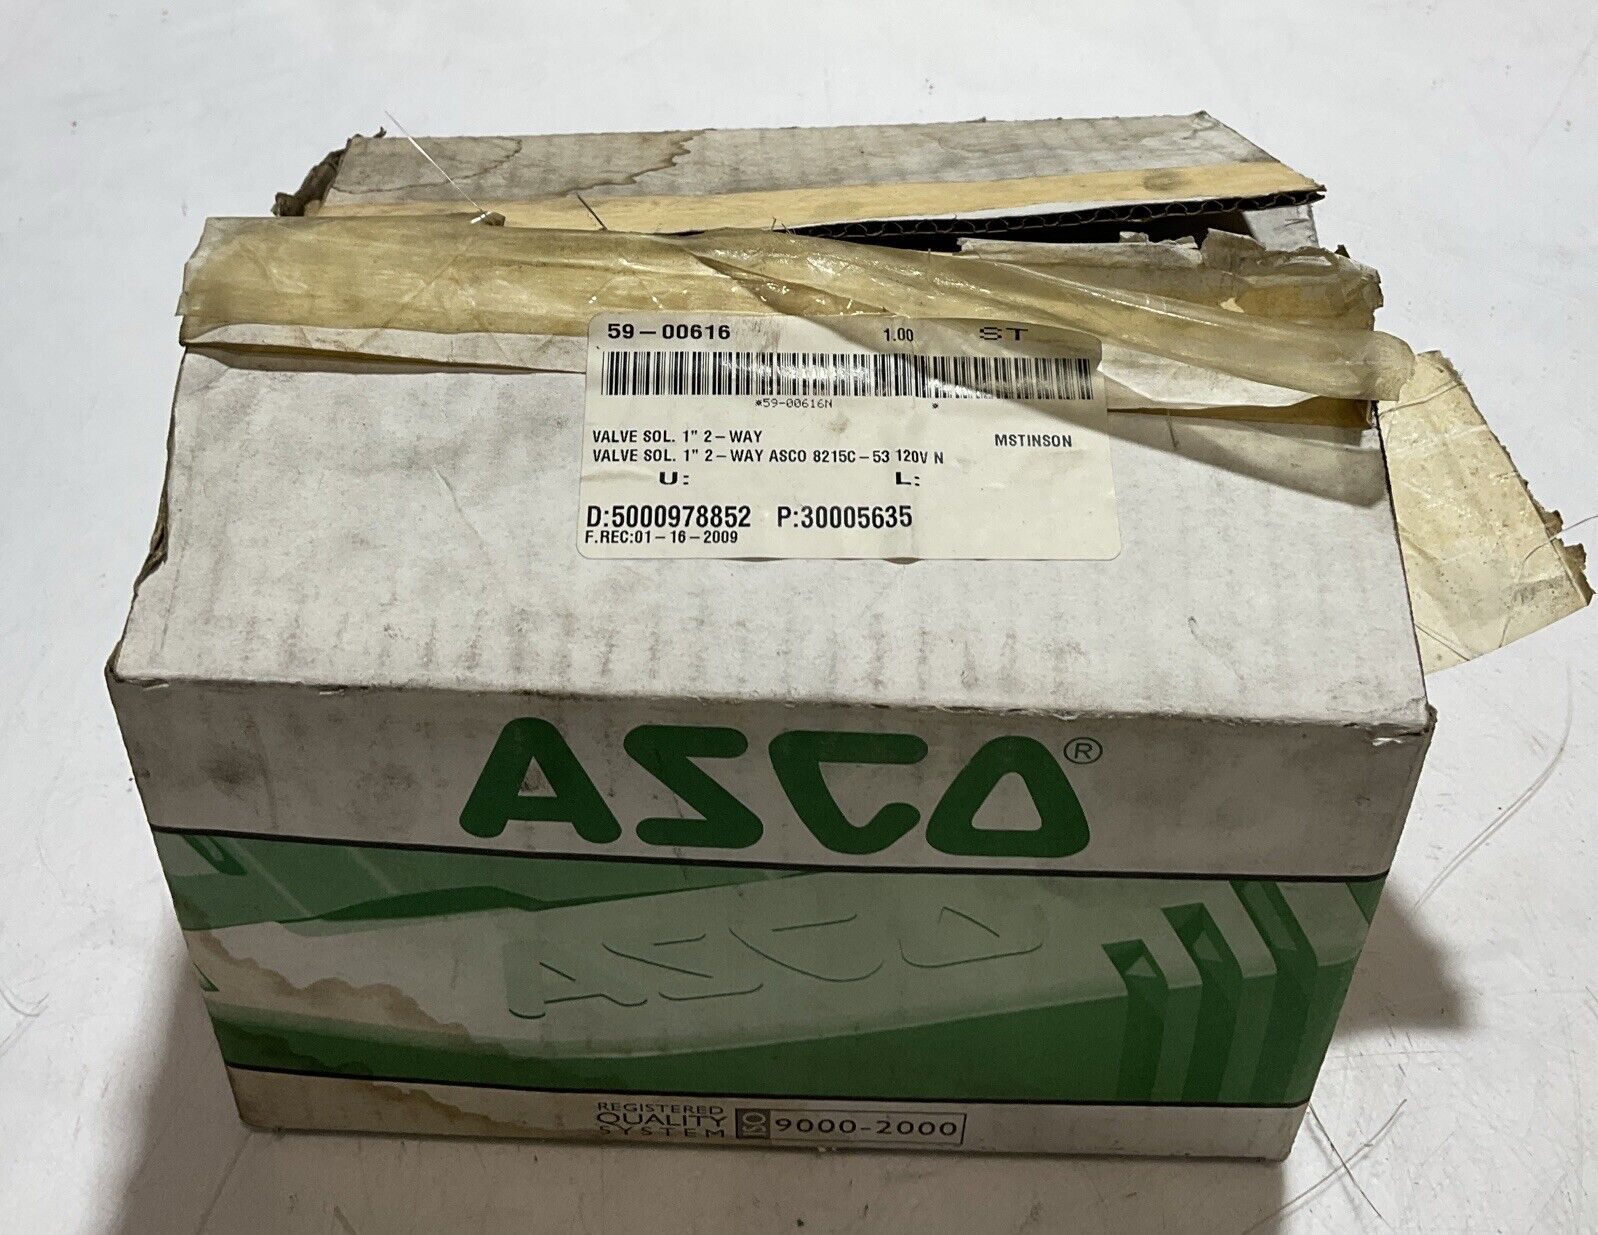 59-00616 1.00 ST
*59-00616N *
VALVE SOL. 1" 2-WAY MSTINSON
VALVE SOL. 1" 2-WAY ASCO 8215C-53 120V N
U: L:
D:5000978852 P:30005635
F.REC:01-16-2009
ASCO®
ASCO
REGISTERED
QUALITY
SYSTEM
ISO 9000-2000